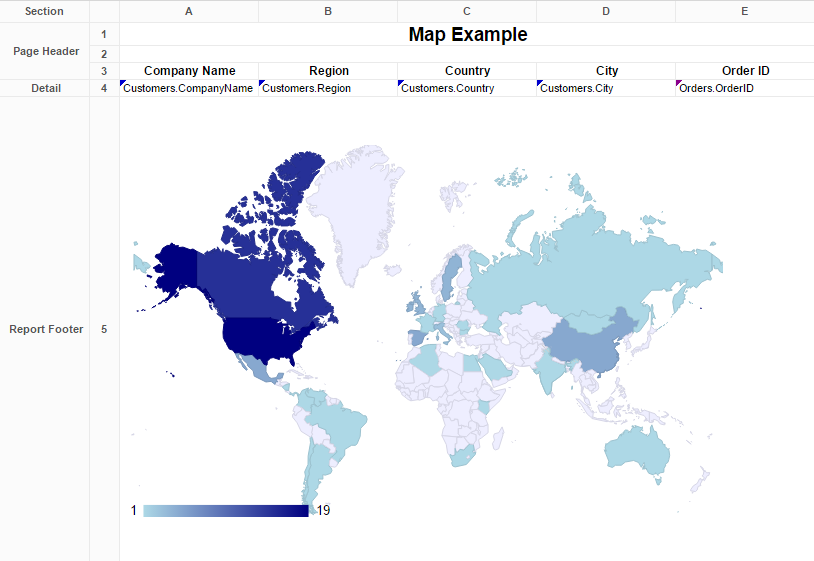 Section A B C D E
Page Header
1 Map Example
2
3 Company Name Region Country City Order ID
Detail 4 Customers.CompanyName Customers.Region Customers.Country Customers.City Orders.OrderID
Report Footer 5
1 19